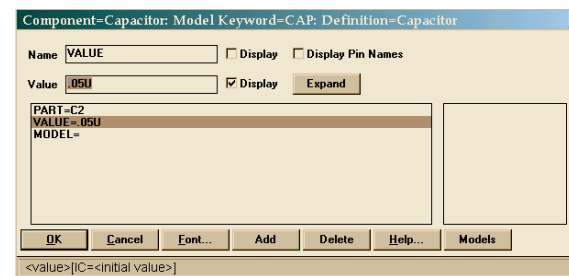 Component=Capacitor: Model Keyword=CAP: Definition=Capacitor
Name VALUE Display Display Pin Names
Value .05U Display Expand
PART=C2
VALUE=.05U
MODEL=
OK Cancel Font... Add Delete Help... Models
<value>[IC=<initial value>]